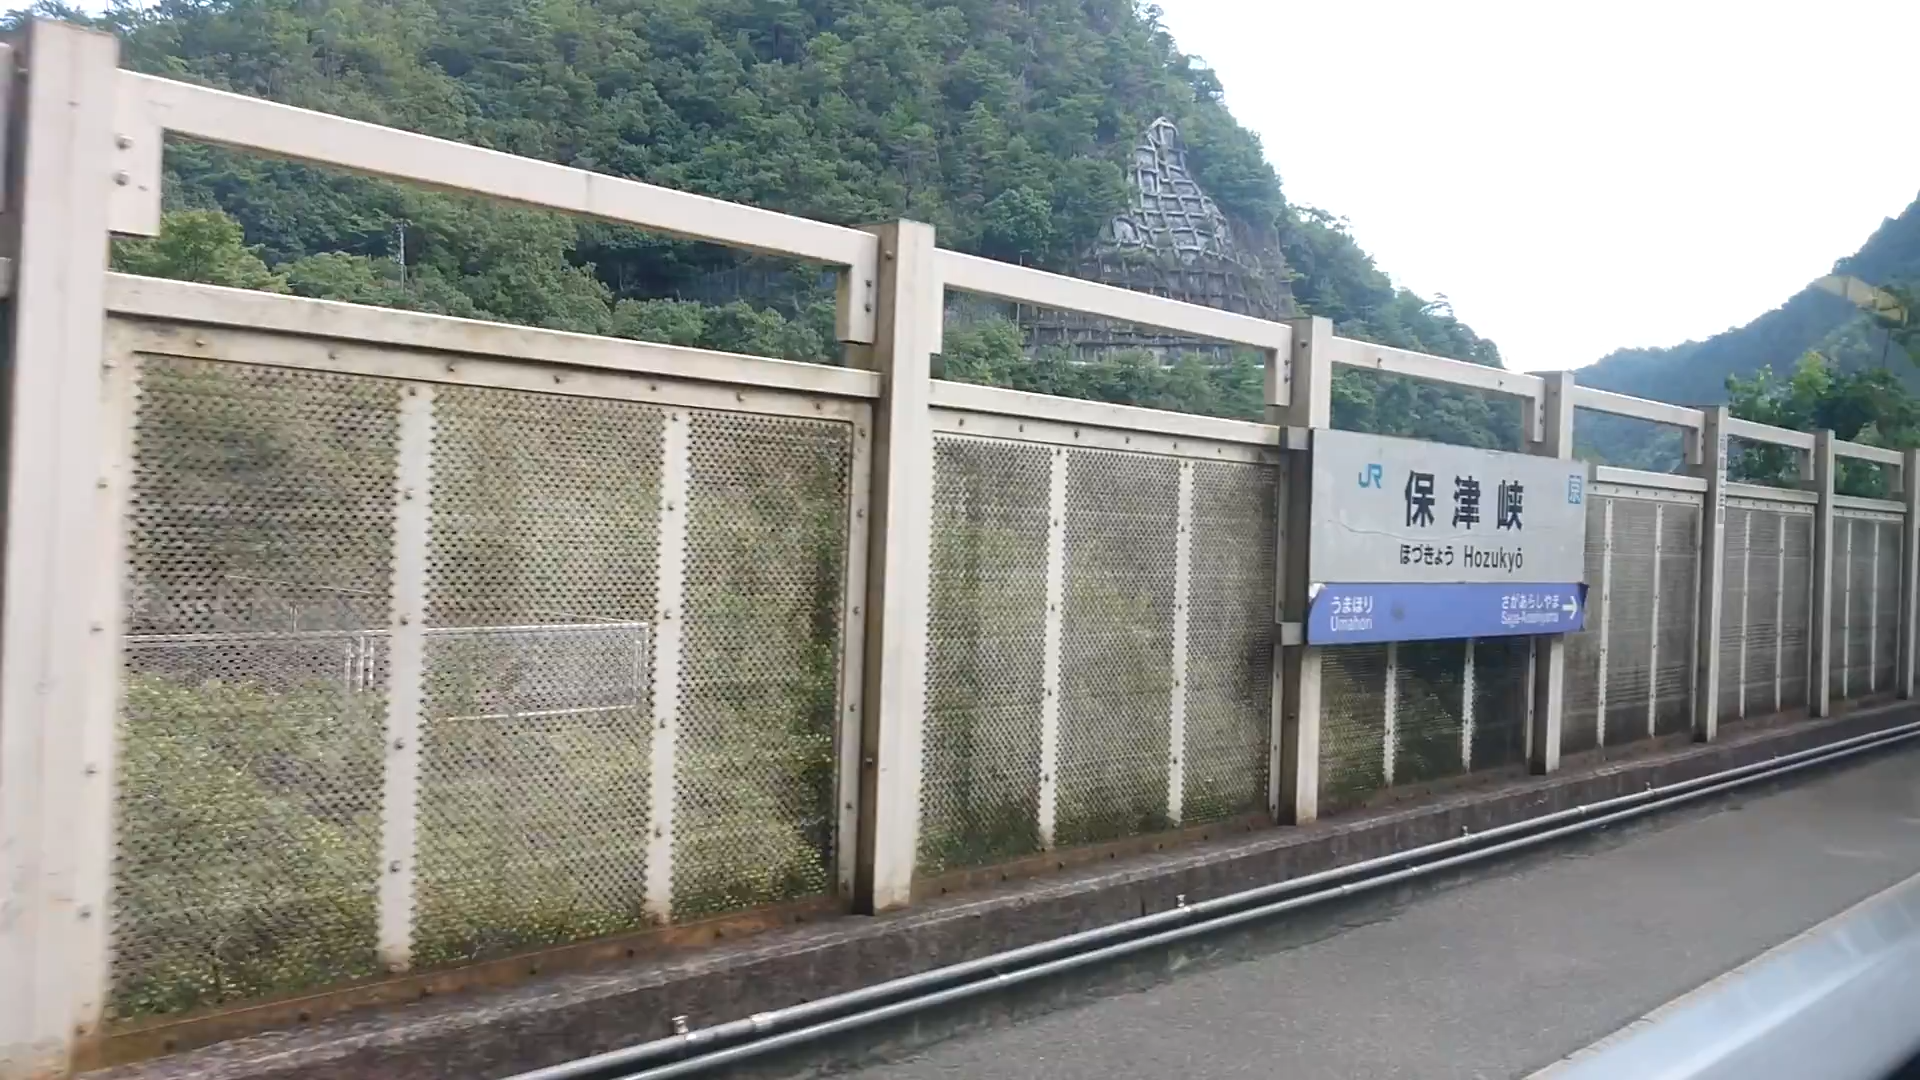 JR
保津峡
京
ほづきょう Hozukyō
うまほり
Umahori
さがあらしやま
Saga-Arashiyama